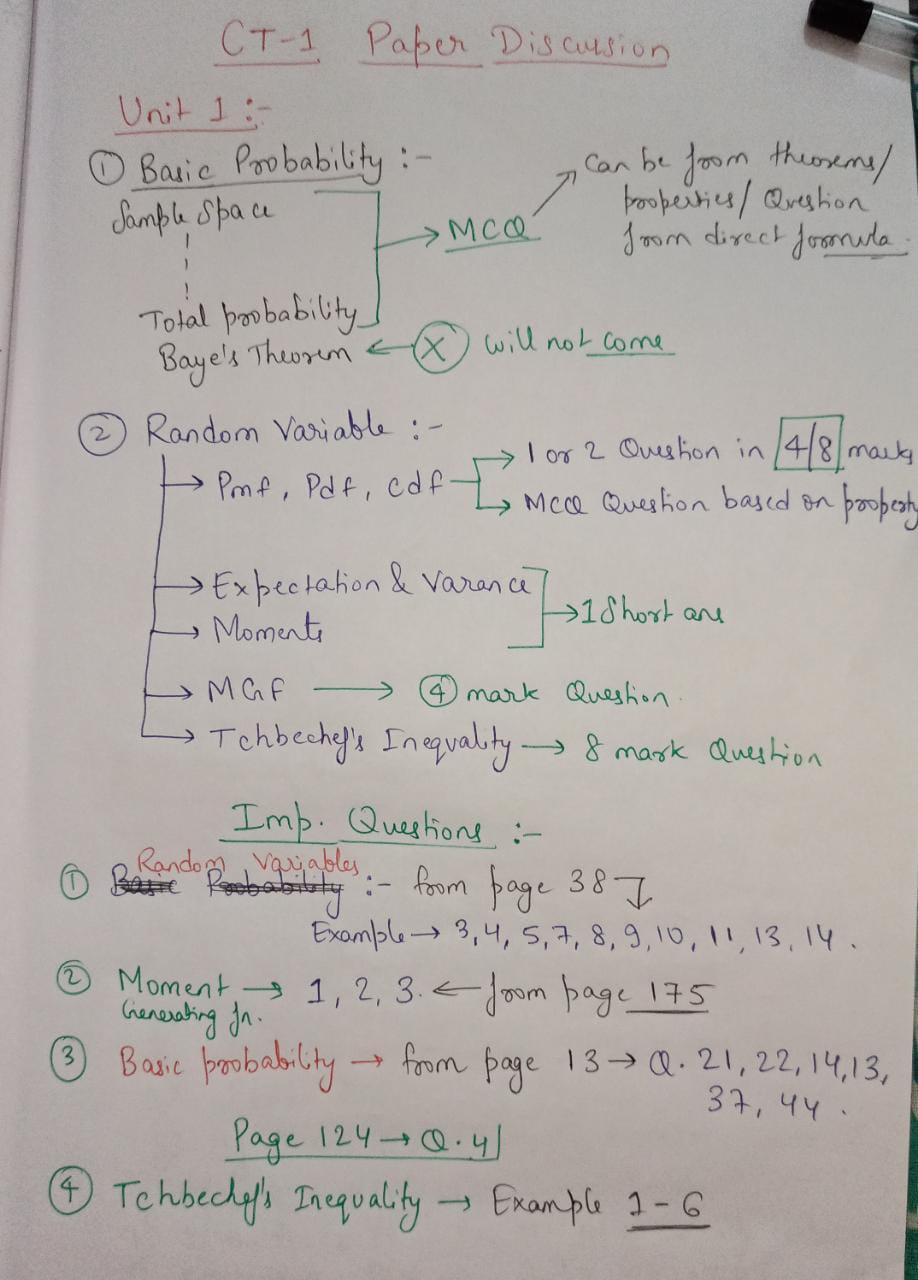 CT-1 Paper Discussion
Unit 1 :-
① Basic Probability :-
Sample Space
Total probability
Baye's Theorem ← ⓧ will not come
→ MCQ
Can be from theorems/
properties/ Question
from direct formula.
② Random Variable :-
→ Pmf, Pdf, cdf
→ 1 or 2 Question in 4/8 marks
→ MCQ Question based on property
→ Expectation & Varance
→ Moments
→ 1 Short ans
→ MGF → ④ mark Question.
→ Tchbechef's Inequality → 8 mark Question
Imp. Questions :-
Random Variables
① Basic Probability :- from page 38
Example → 3, 4, 5, 7, 8, 9, 10, 11, 13, 14.
② Moment → 1, 2, 3. ← from page 175
Generating fn.
③ Basic probability → from page 13 → Q. 21, 22, 14, 13,
37, 44.
Page 124 → Q. 41
④ Tchbechef's Inequality → Example 1 - 6